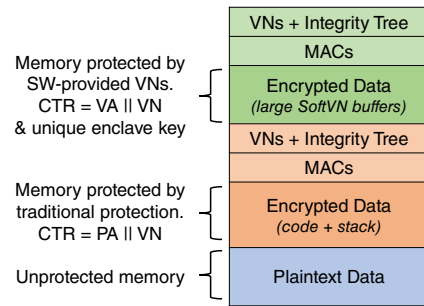 Memory protected by
SW-provided VNs.
CTR = VA || VN
& unique enclave key
Memory protected by
traditional protection.
CTR = PA || VN
Unprotected memory
VNs + Integrity Tree
MACs
Encrypted Data
(large SoftVN buffers)
VNs + Integrity Tree
MACs
Encrypted Data
(code + stack)
Plaintext Data